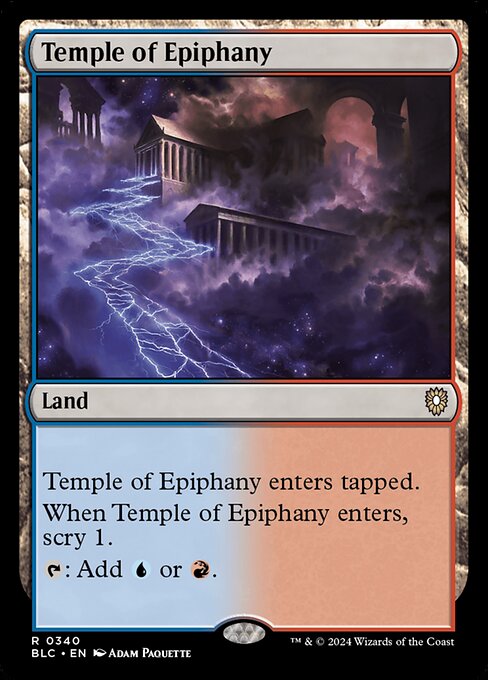 Temple of Epiphany
Land
Temple of Epiphany enters tapped.
When Temple of Epiphany enters,
scry 1.
: Add or .
R 0340
BLC • EN Adam Paquette
™ & © 2024 Wizards of the Coast